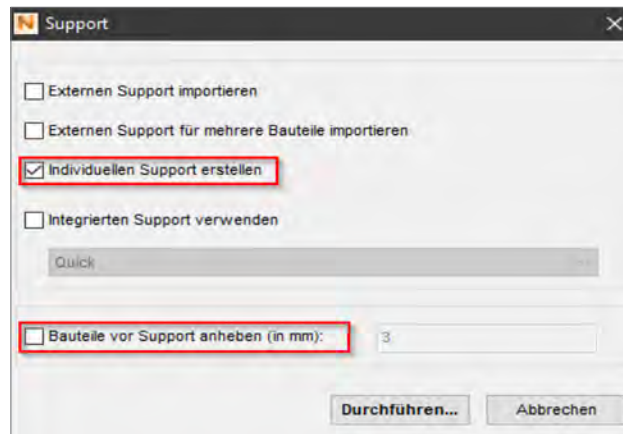 Support
Externen Support importieren
Externen Support für mehrere Bauteile importieren
Individuellen Support erstellen
Integrierten Support verwenden
Quick
Bauteile vor Support anheben (in mm):
3
Durchführen...
Abbrechen